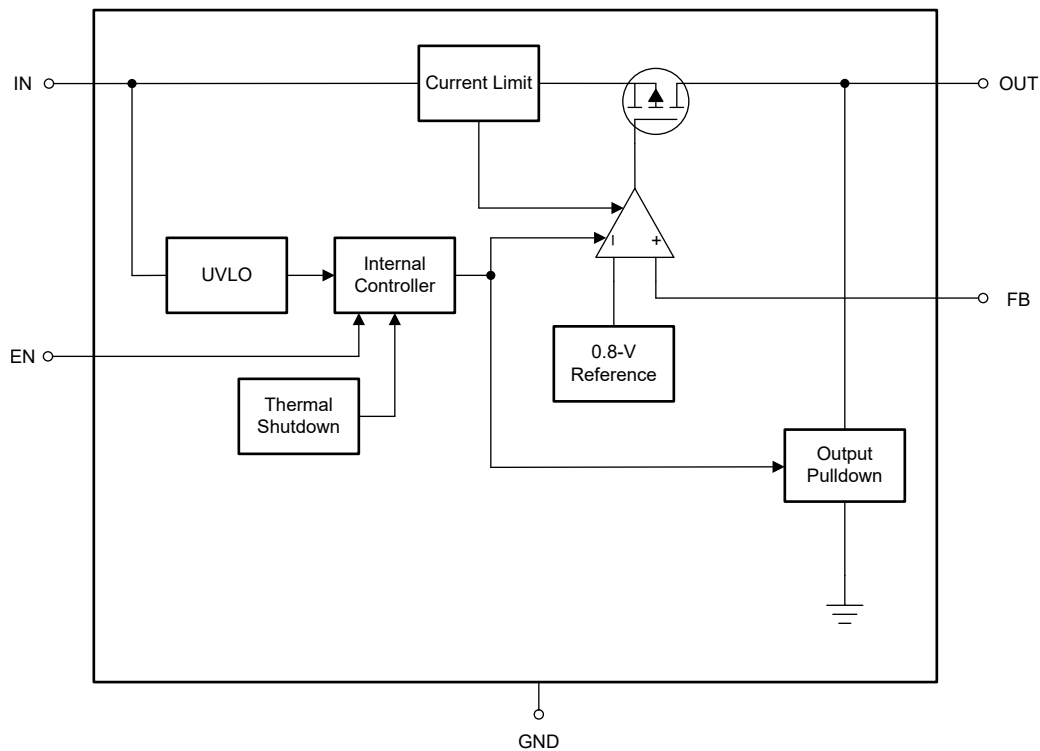 IN
Current Limit
OUT
UVLO
Internal
Controller
–
+
FB
EN
0.8-V
Reference
Thermal
Shutdown
Output
Pulldown
GND